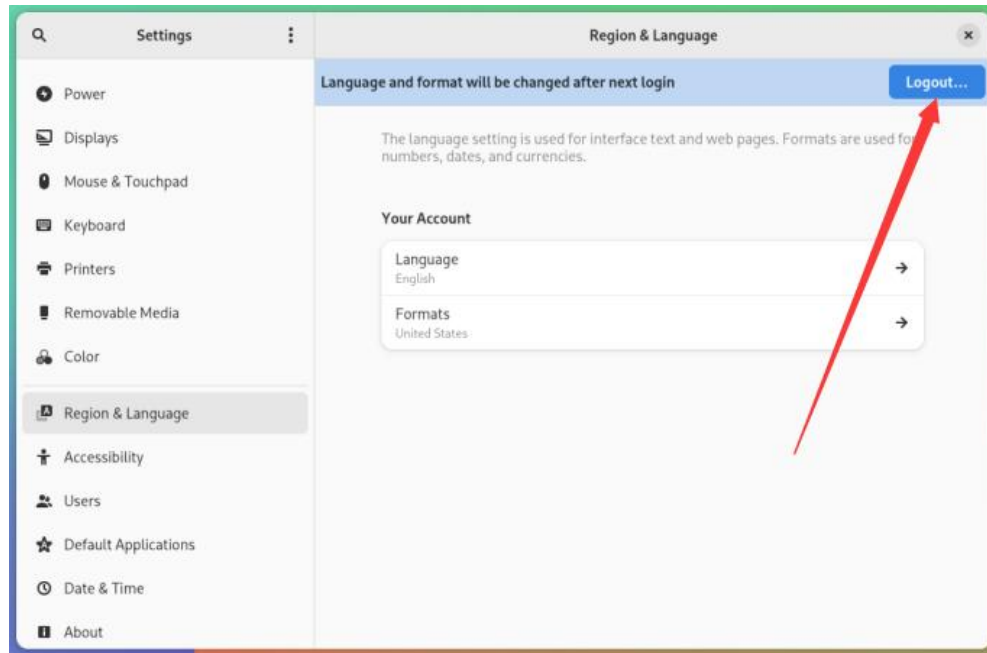 Settings
Region & Language
Power
Displays
Mouse & Touchpad
Keyboard
Printers
Removable Media
Color
Region & Language
Accessibility
Users
Default Applications
Date & Time
About
Language and format will be changed after next login
Logout...
The language setting is used for interface text and web pages. Formats are used for
numbers, dates, and currencies.
Your Account
Language
English
Formats
United States